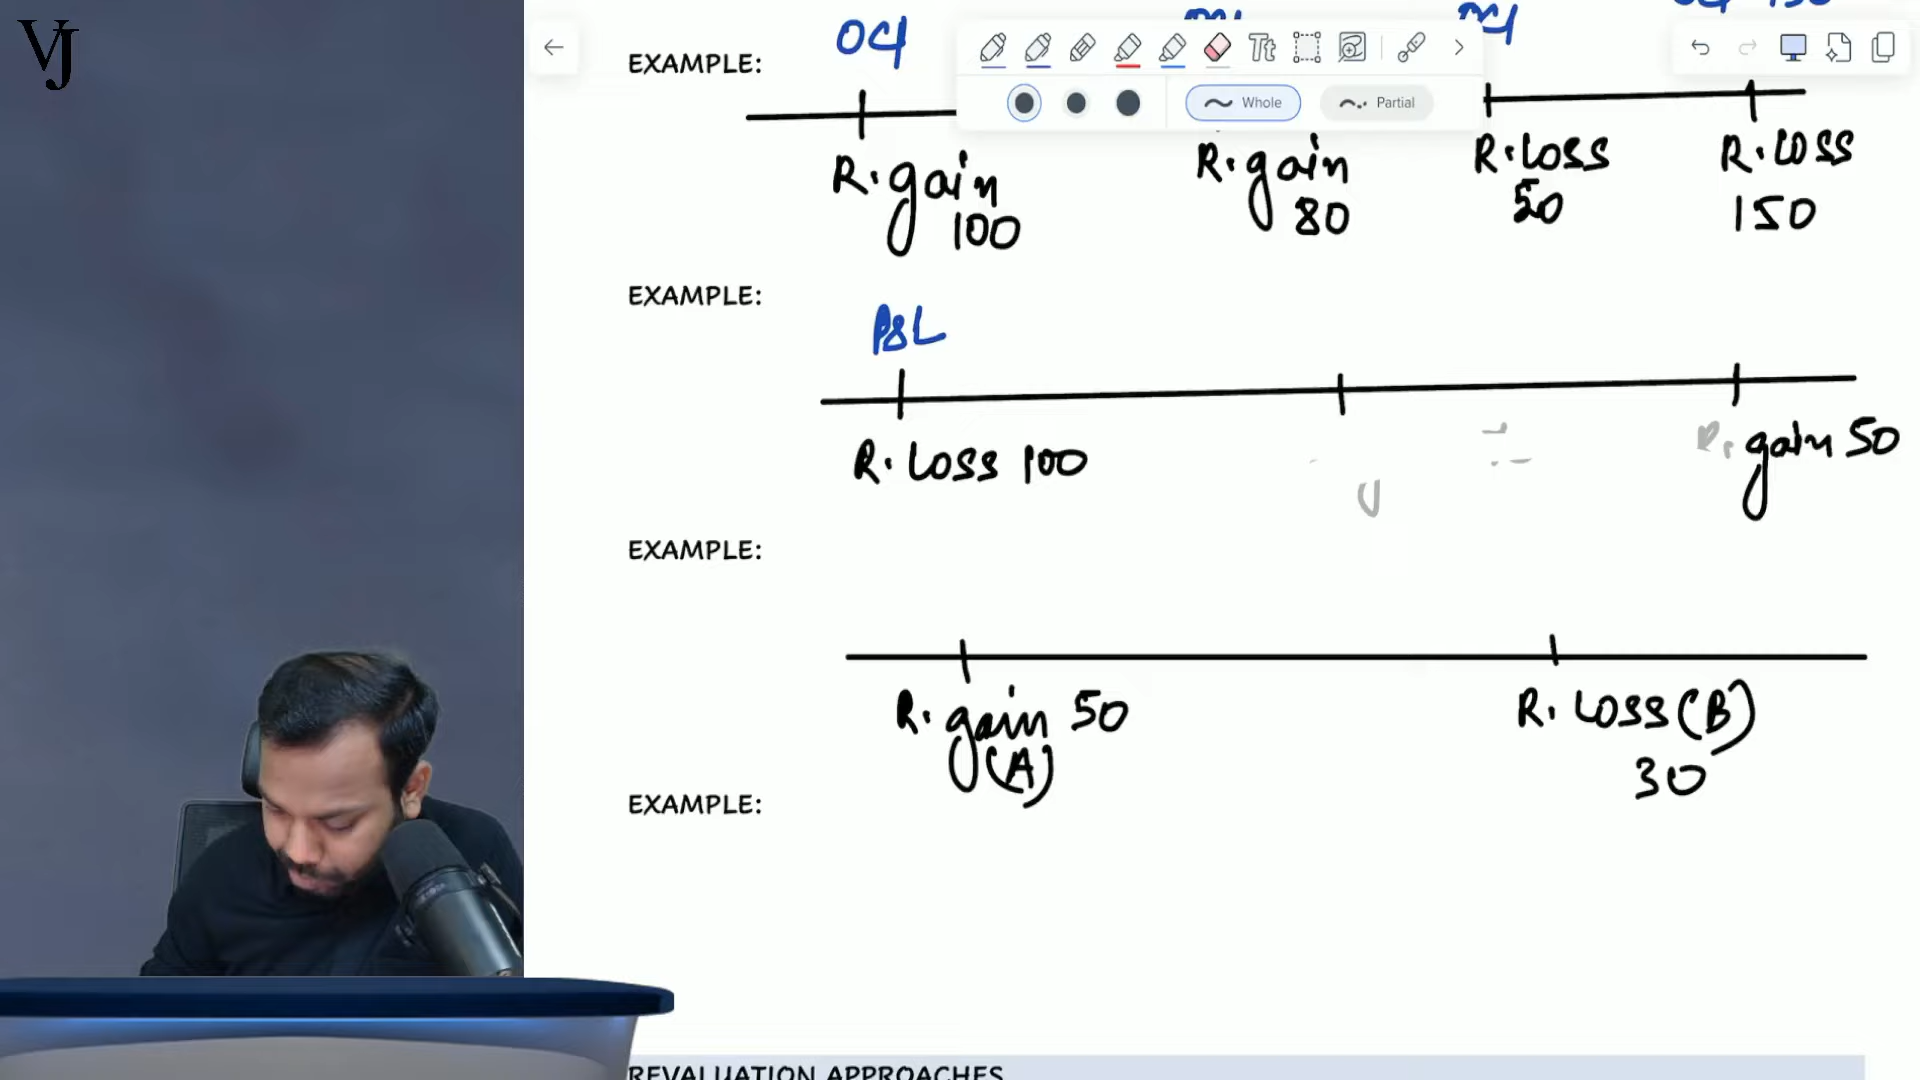 VJ
EXAMPLE:
OCI
Tt
Whole
Partial
R. gain
100
R. gain
80
R. Loss
50
R. Loss
150
EXAMPLE:
P&L
R. Loss 100
R. gain 50
EXAMPLE:
R. gain 50
(A)
R. Loss (B)
30
EXAMPLE:
REVALUATION APPROACHES